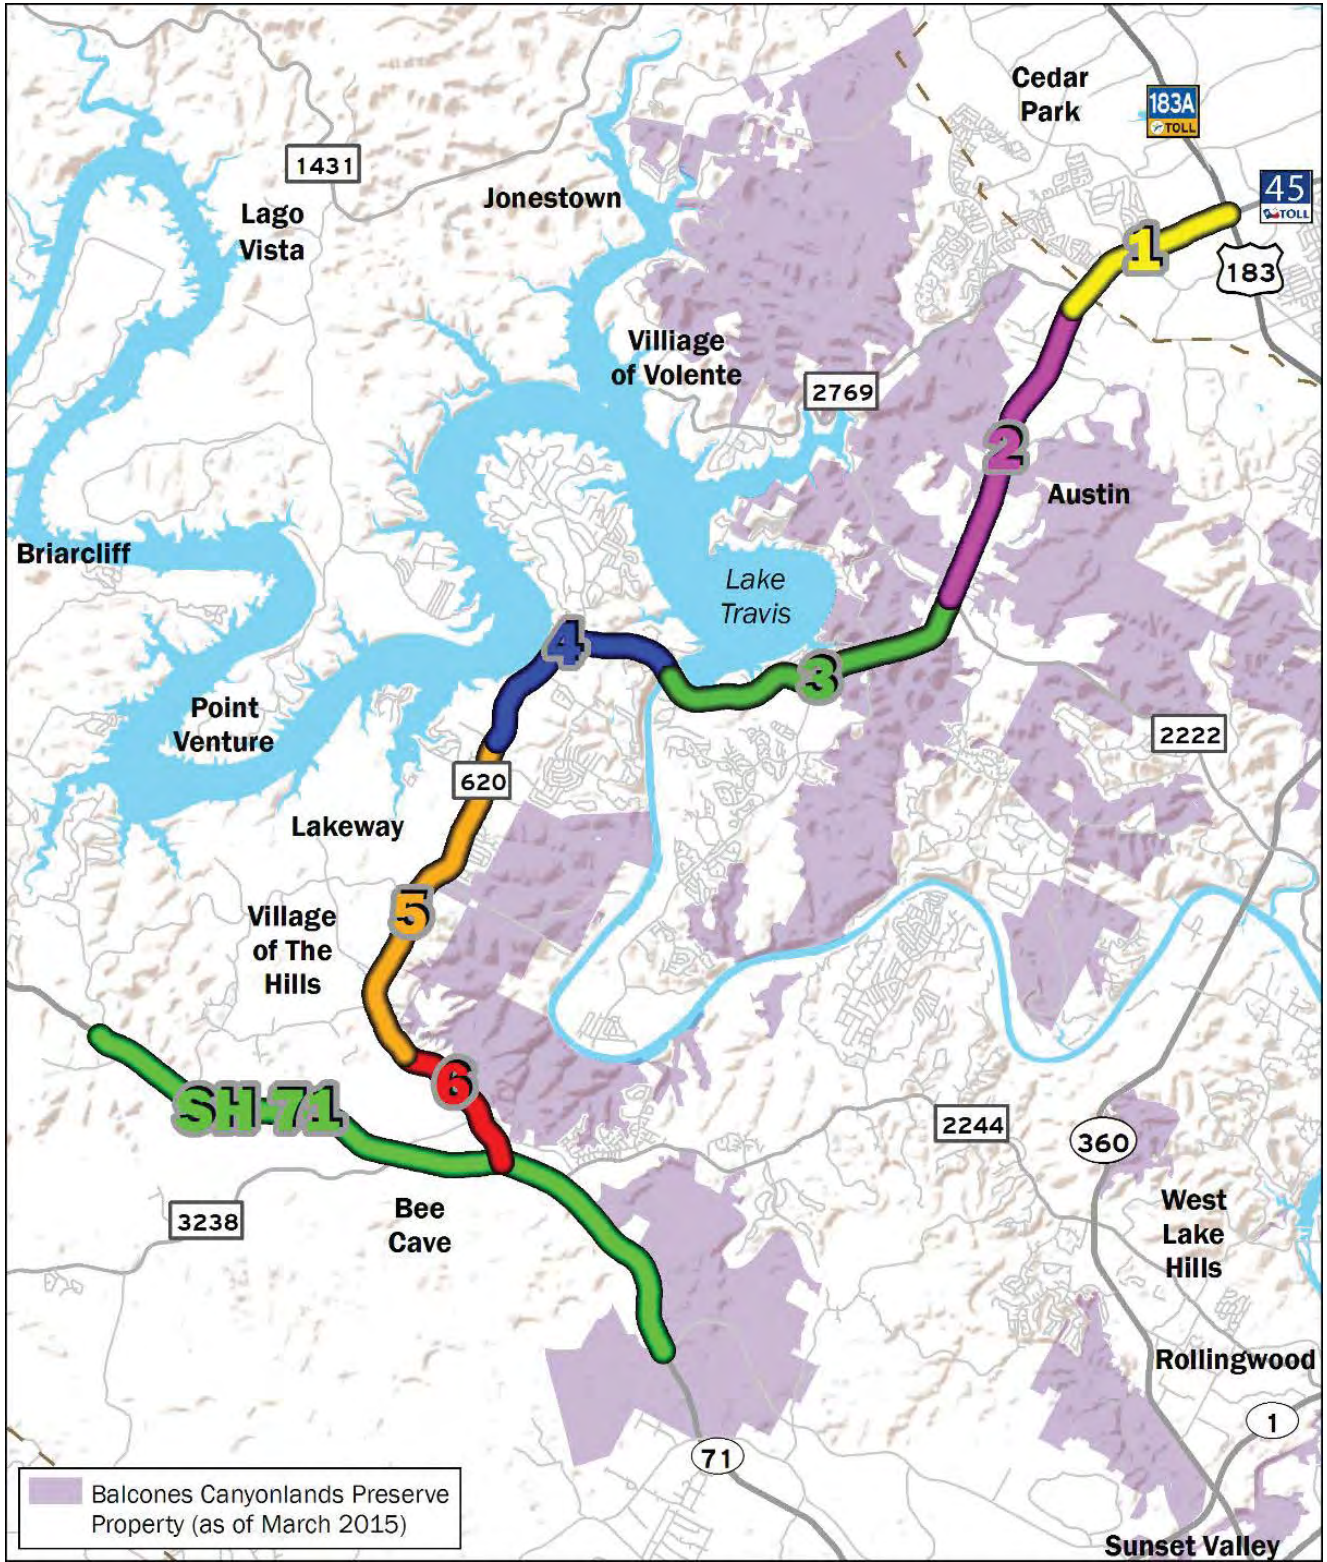 Cedar
Park
183A
TOLL
1431
Jonestown
45
TOLL
Lago
Vista
1
183
Villiage
of Volente
2769
2
Austin
Briarcliff
Lake
Travis
4
3
Point
Venture
2222
620
Lakeway
5
Village
of The
Hills
6
SH-71
2244
360
3238
Bee
Cave
West
Lake
Hills
Rollingwood
1
71
Balcones Canyonlands Preserve
Property (as of March 2015)
Sunset Valley